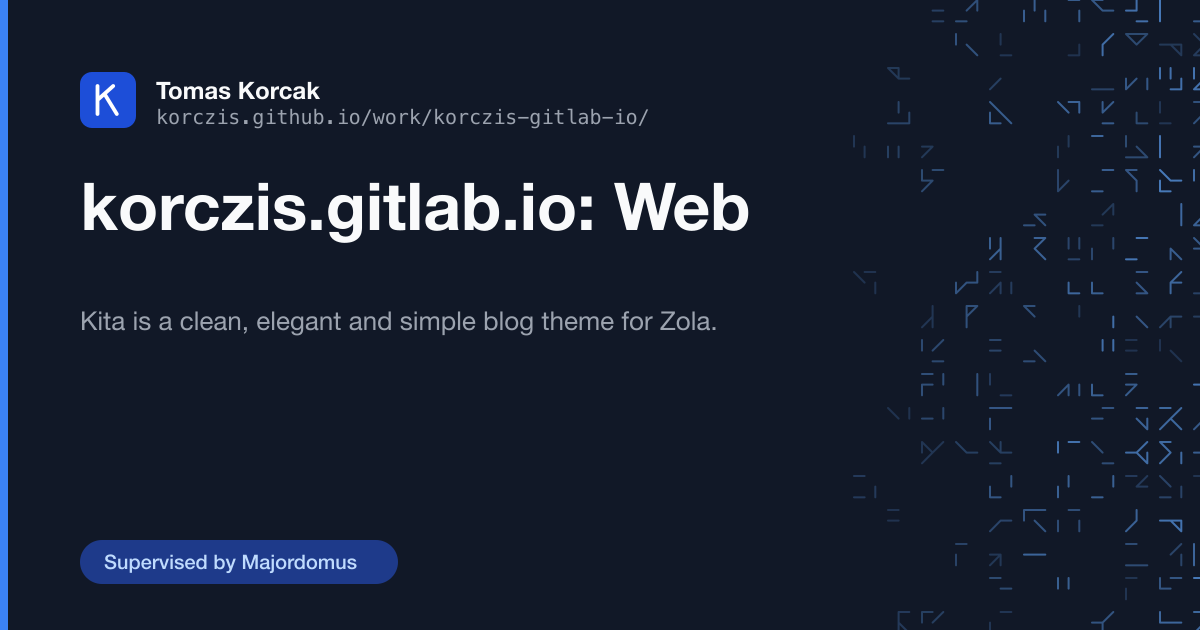 K
Tomas Korcak
korczis.github.io/work/korczis-gitlab-io/
korczis.gitlab.io: Web
Kita is a clean, elegant and simple blog theme for Zola.
Supervised by Majordomus